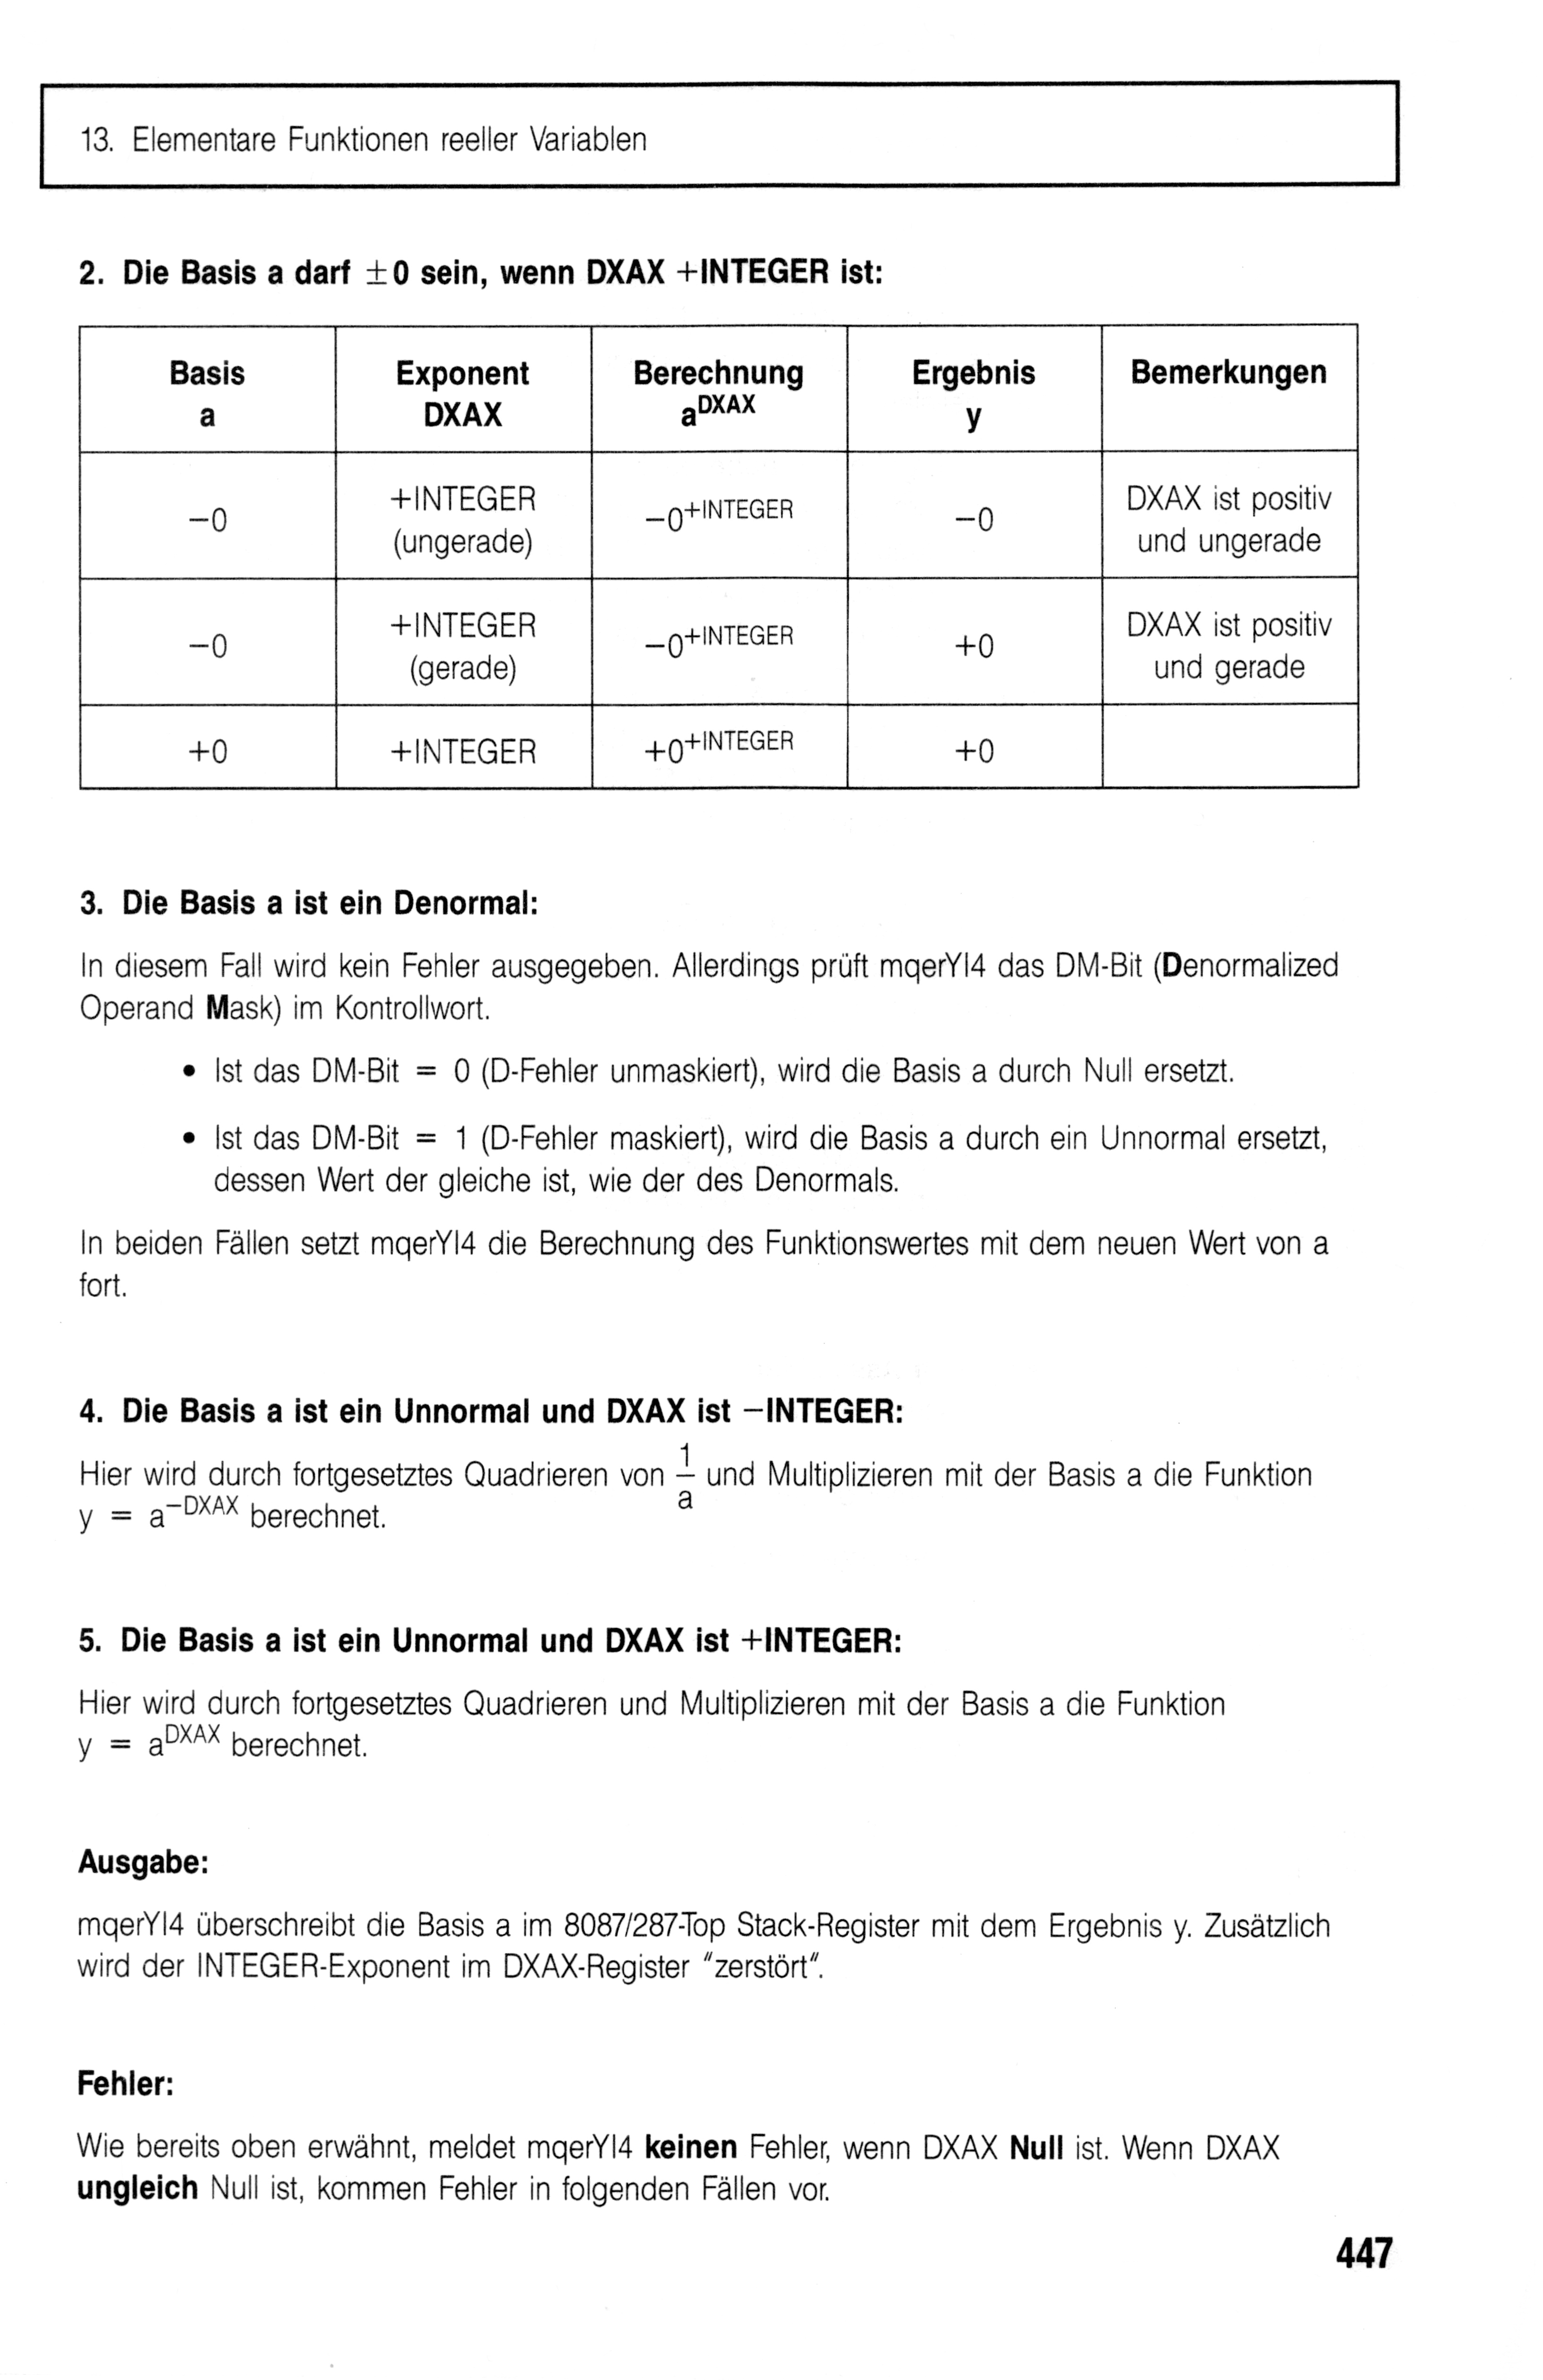 13. Elementare Funktionen reeller Variablen
2. Die Basis a darf ±0 sein, wenn DXAX +INTEGER ist:
Basis a | Exponent DXAX | Berechnung a^DXAX | Ergebnis y | Bemerkungen
−0 | +INTEGER (ungerade) | −0^+INTEGER | −0 | DXAX ist positiv und ungerade
−0 | +INTEGER (gerade) | −0^+INTEGER | +0 | DXAX ist positiv und gerade
+0 | +INTEGER | +0^+INTEGER | +0
3. Die Basis a ist ein Denormal:
In diesem Fall wird kein Fehler ausgegeben. Allerdings prüft mqerYI4 das DM-Bit (Denormalized
Operand Mask) im Kontrollwort.
• Ist das DM-Bit = 0 (D-Fehler unmaskiert), wird die Basis a durch Null ersetzt.
• Ist das DM-Bit = 1 (D-Fehler maskiert), wird die Basis a durch ein Unnormal ersetzt,
dessen Wert der gleiche ist, wie der des Denormals.
In beiden Fällen setzt mqerYI4 die Berechnung des Funktionswertes mit dem neuen Wert von a
fort.
4. Die Basis a ist ein Unnormal und DXAX ist −INTEGER:
Hier wird durch fortgesetztes Quadrieren von 1/a und Multiplizieren mit der Basis a die Funktion
y = a^−DXAX berechnet.
5. Die Basis a ist ein Unnormal und DXAX ist +INTEGER:
Hier wird durch fortgesetztes Quadrieren und Multiplizieren mit der Basis a die Funktion
y = a^DXAX berechnet.
Ausgabe:
mqerYI4 überschreibt die Basis a im 8087/287-Top Stack-Register mit dem Ergebnis y. Zusätzlich
wird der INTEGER-Exponent im DXAX-Register "zerstört".
Fehler:
Wie bereits oben erwähnt, meldet mqerYI4 keinen Fehler, wenn DXAX Null ist. Wenn DXAX
ungleich Null ist, kommen Fehler in folgenden Fällen vor.
447